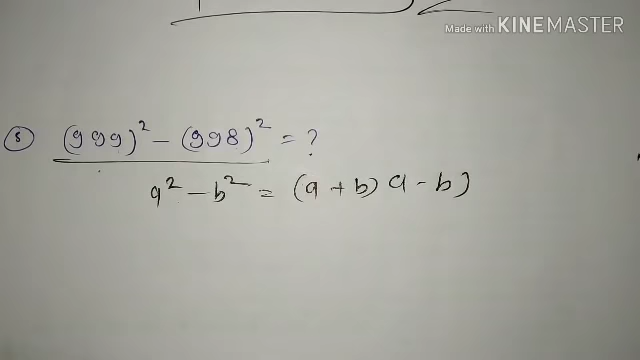 Made with KINEMASTER
8 (999)² - (998)² = ?
a² - b² = (a + b) a - b)